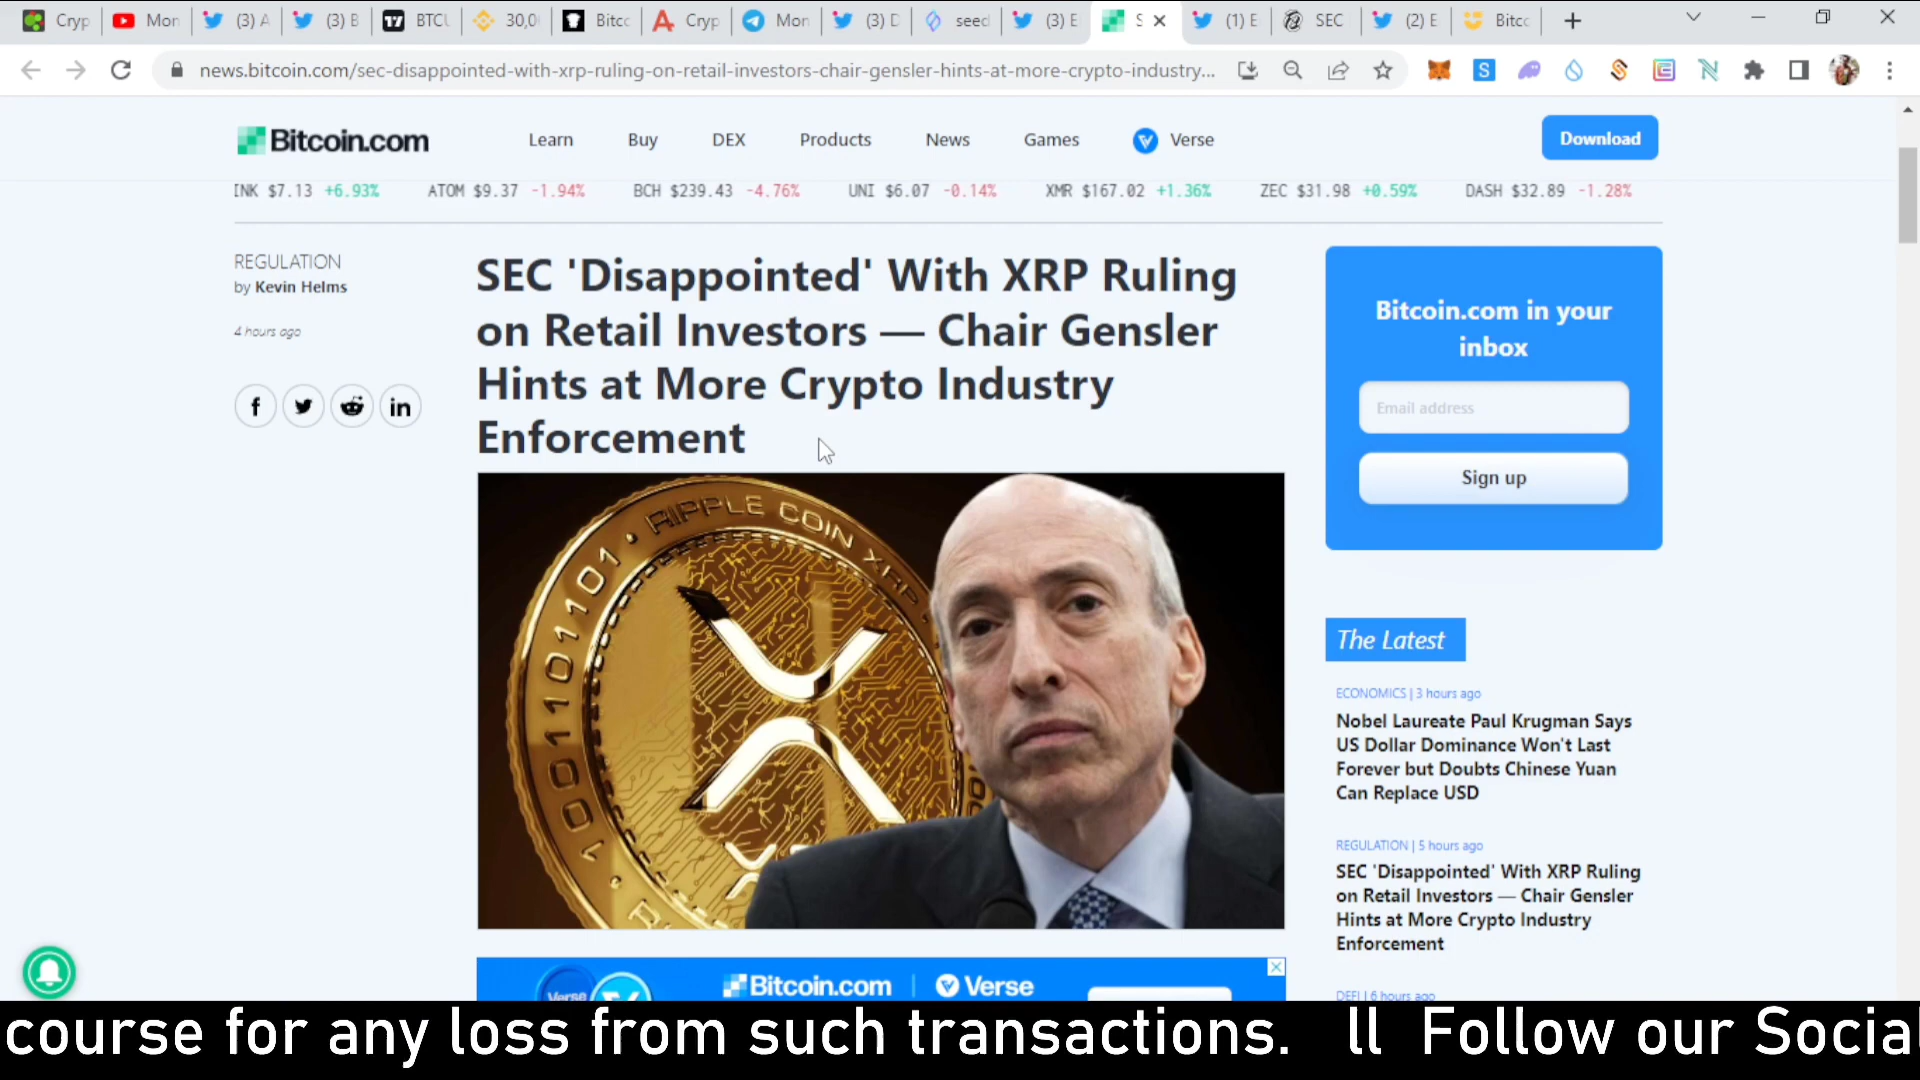 Cryp
Mon
(3) A
(3) B
BTCU
30,0
Bitco
Cryp
Mon
(3) D
seed
(3) E
S
(1) E
SEC
(2) E
Bitco
news.bitcoin.com/sec-disappointed-with-xrp-ruling-on-retail-investors-chair-gensler-hints-at-more-crypto-industry...
Bitcoin.com Learn Buy DEX Products News Games Verse Download
INK $7.13 +6.93% ATOM $9.37 -1.94% BCH $239.43 -4.76% UNI $6.07 -0.14% XMR $167.02 +1.36% ZEC $31.98 +0.59% DASH $32.89 -1.28%
REGULATION
by Kevin Helms
4 hours ago
SEC 'Disappointed' With XRP Ruling
on Retail Investors — Chair Gensler
Hints at More Crypto Industry
Enforcement
RIPPLE COIN XRP
1001101101
Bitcoin.com in your
inbox
Email address
Sign up
The Latest
ECONOMICS | 3 hours ago
Nobel Laureate Paul Krugman Says
US Dollar Dominance Won't Last
Forever but Doubts Chinese Yuan
Can Replace USD
REGULATION | 5 hours ago
SEC 'Disappointed' With XRP Ruling
on Retail Investors — Chair Gensler
Hints at More Crypto Industry
Enforcement
DEFI | 6 hours ago
Verse
Bitcoin.com | Verse
course for any loss from such transactions. ll Follow our Social